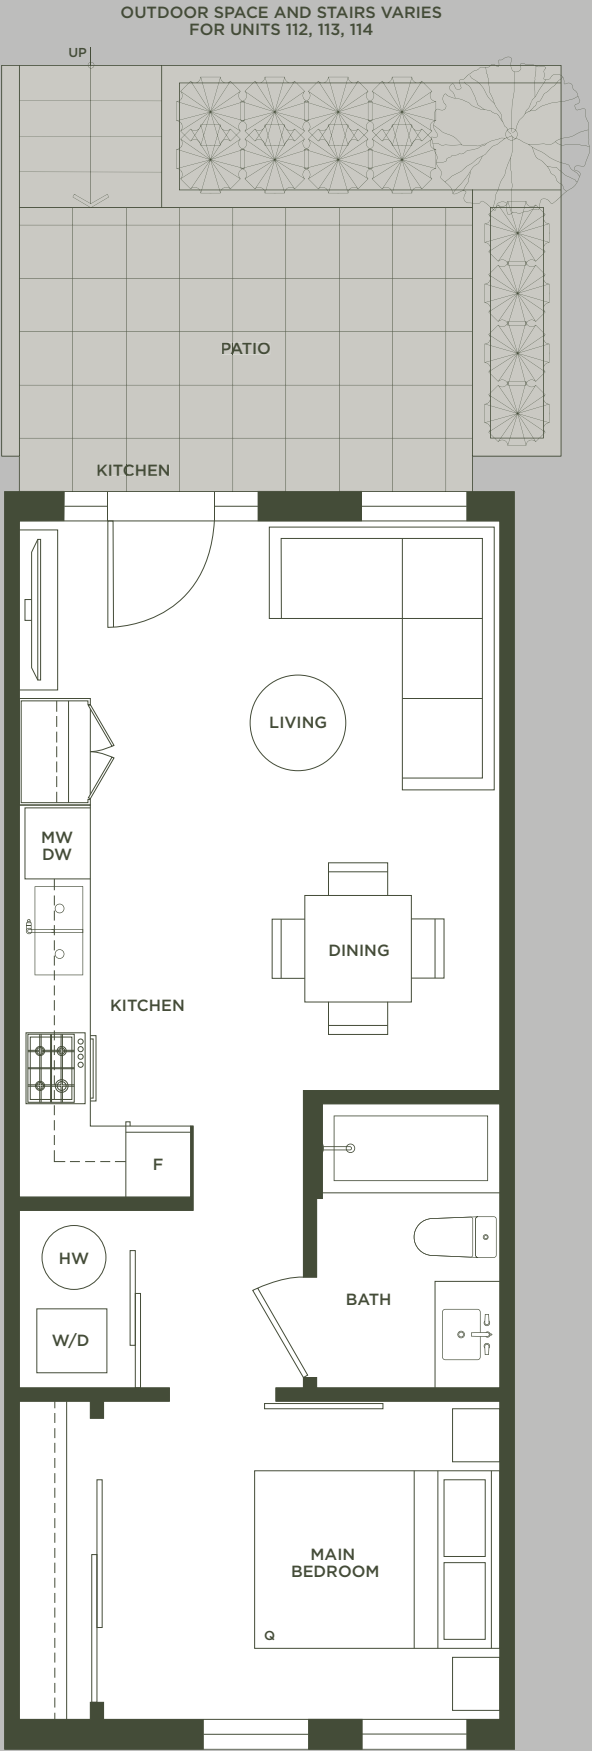 OUTDOOR SPACE AND STAIRS VARIES
FOR UNITS 112, 113, 114
UP
PATIO
KITCHEN
LIVING
MW
DW
DINING
KITCHEN
F
HW
BATH
W/D
MAIN
BEDROOM
Q